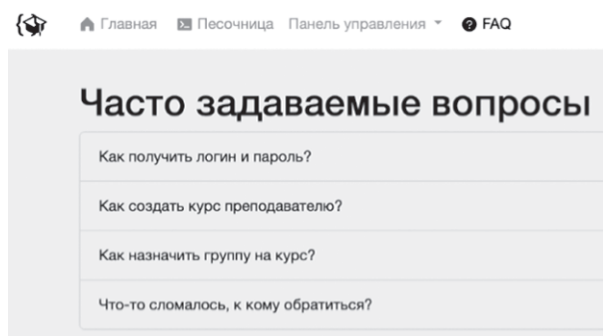 Главная Песочница Панель управления FAQ
Часто задаваемые вопросы
Как получить логин и пароль?
Как создать курс преподавателю?
Как назначить группу на курс?
Что-то сломалось, к кому обратиться?